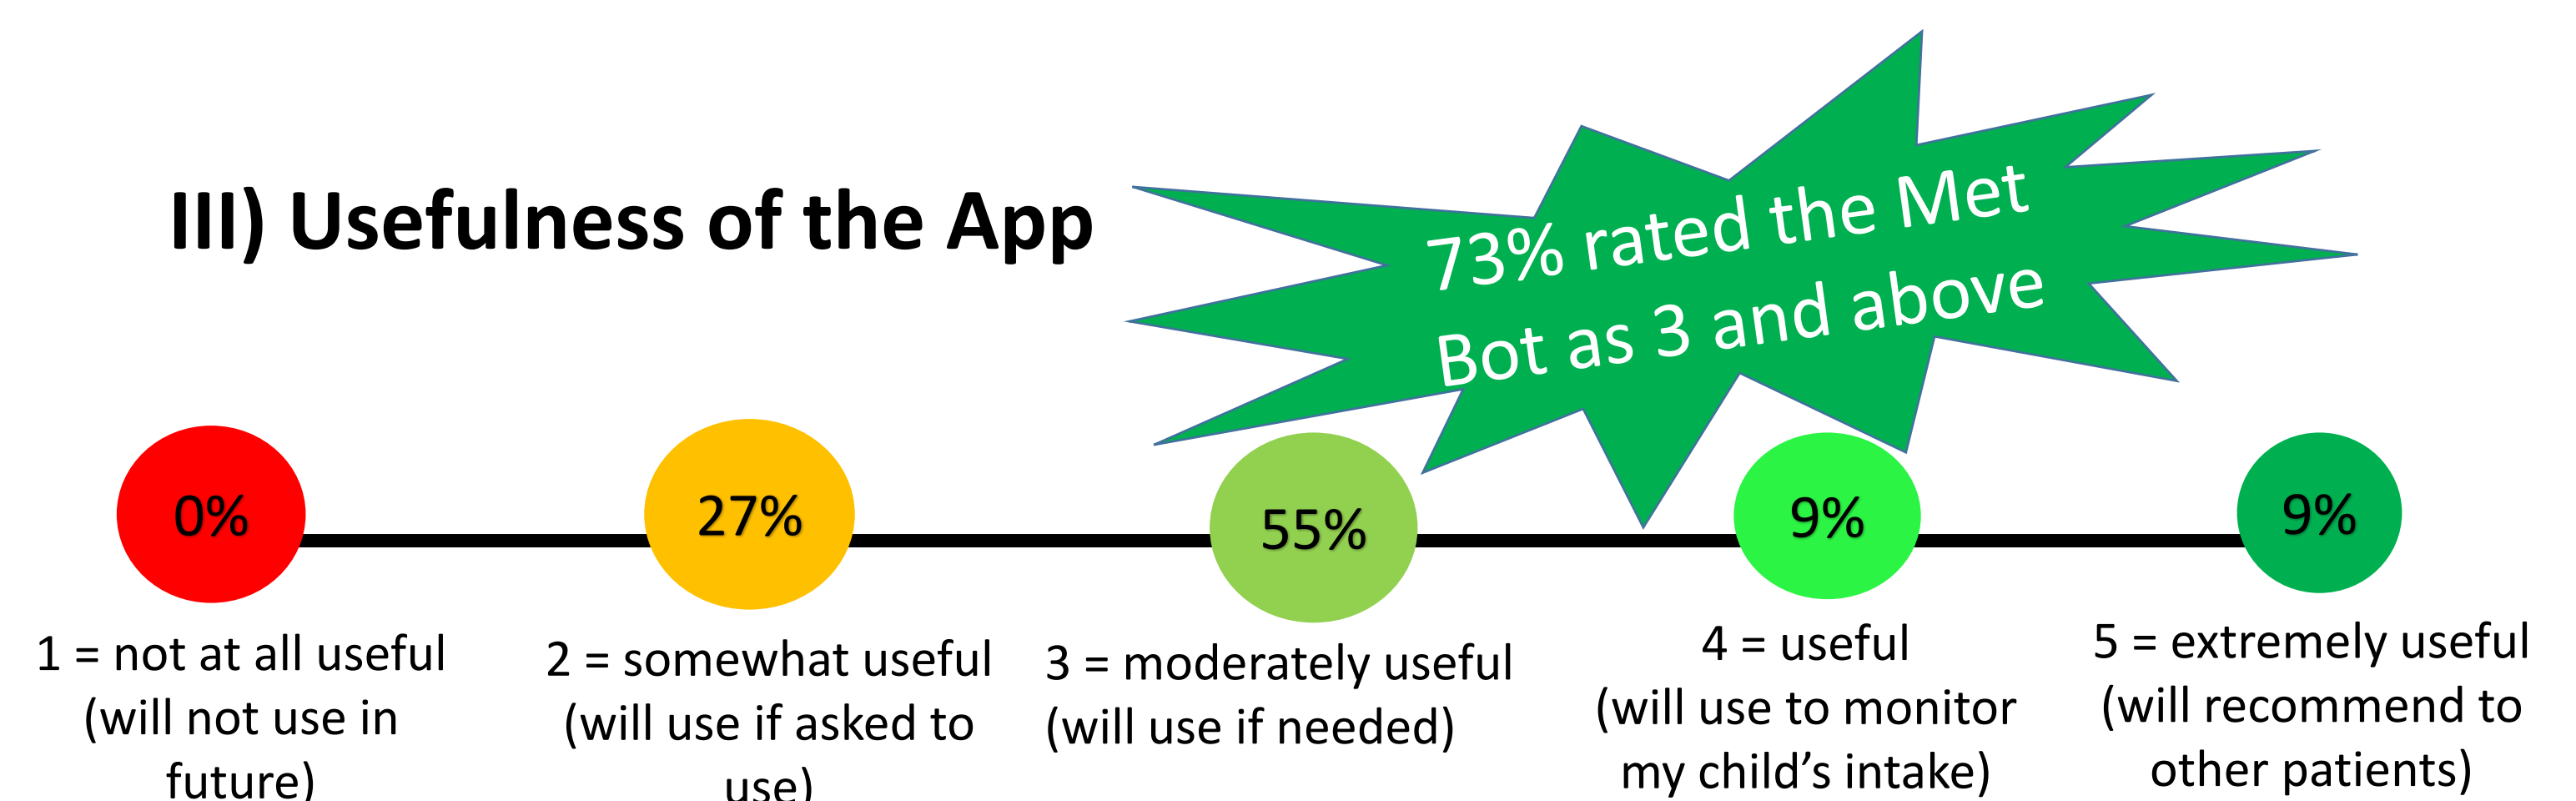 III) Usefulness of the App
73% rated the Met
Bot as 3 and above
0%
27%
55%
9%
9%
1 = not at all useful
(will not use in
future)
2 = somewhat useful
(will use if asked to
use)
3 = moderately useful
(will use if needed)
4 = useful
(will use to monitor
my child’s intake)
5 = extremely useful
(will recommend to
other patients)